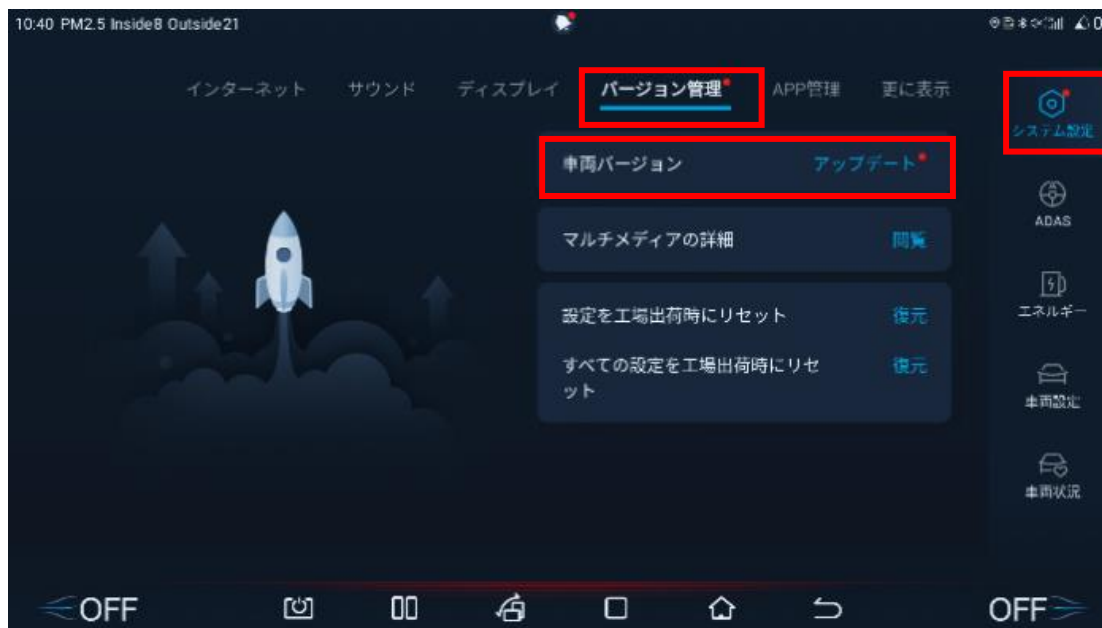 10:40 PM2.5 Inside8 Outside21
インターネット サウンド ディスプレイ バージョン管理 APP管理 更に表示
システム設定
車両バージョン アップデート
ADAS
マルチメディアの詳細 閲覧
エネルギー
設定を工場出荷時にリセット 復元
すべての設定を工場出荷時にリセ 復元
ット
車両設定
車両状況
OFF OFF